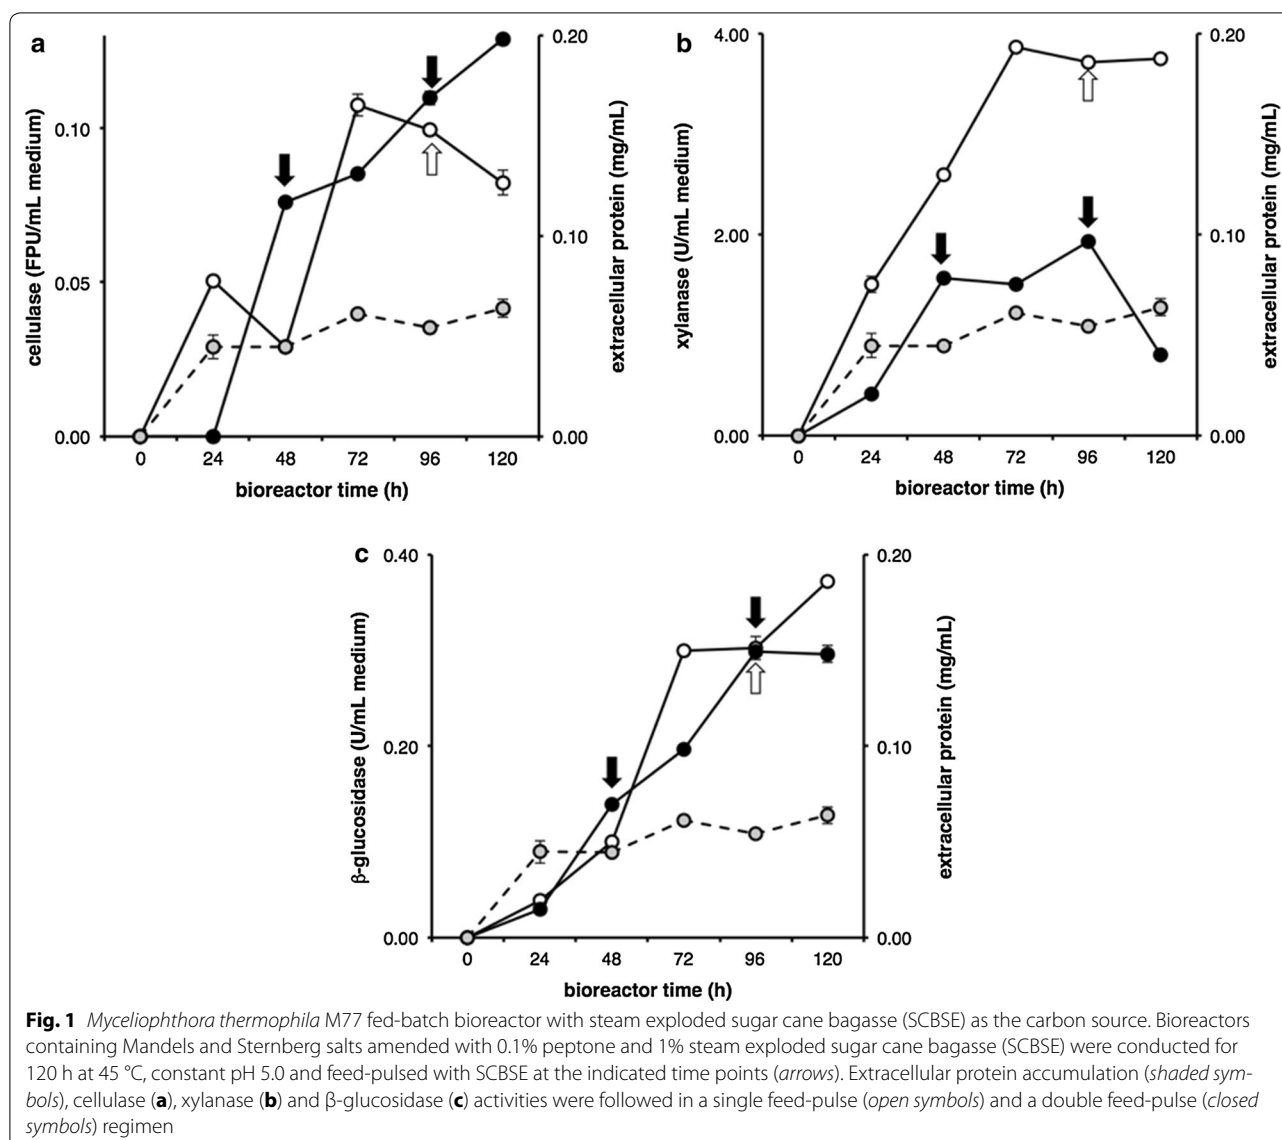 a
0.20
0.10
0.10
0.05
0.00
0.00
0
24
48
72
96
120
cellulase (FPU/mL medium)
extracellular protein (mg/mL)
bioreactor time (h)
b
4.00
0.20
2.00
0.10
0.00
0.00
0
24
48
72
96
120
xylanase (U/mL medium)
extracellular protein (mg/mL)
bioreactor time (h)
c
0.40
0.20
0.20
0.10
0.00
0.00
0
24
48
72
96
120
β-glucosidase (U/mL medium)
extracellular protein (mg/mL)
bioreactor time (h)
Fig. 1 Myceliophthora thermophila M77 fed-batch bioreactor with steam exploded sugar cane bagasse (SCBSE) as the carbon source. Bioreactors
containing Mandels and Sternberg salts amended with 0.1% peptone and 1% steam exploded sugar cane bagasse (SCBSE) were conducted for
120 h at 45 °C, constant pH 5.0 and feed-pulsed with SCBSE at the indicated time points (arrows). Extracellular protein accumulation (shaded sym-
bols), cellulase (a), xylanase (b) and β-glucosidase (c) activities were followed in a single feed-pulse (open symbols) and a double feed-pulse (closed
symbols) regimen